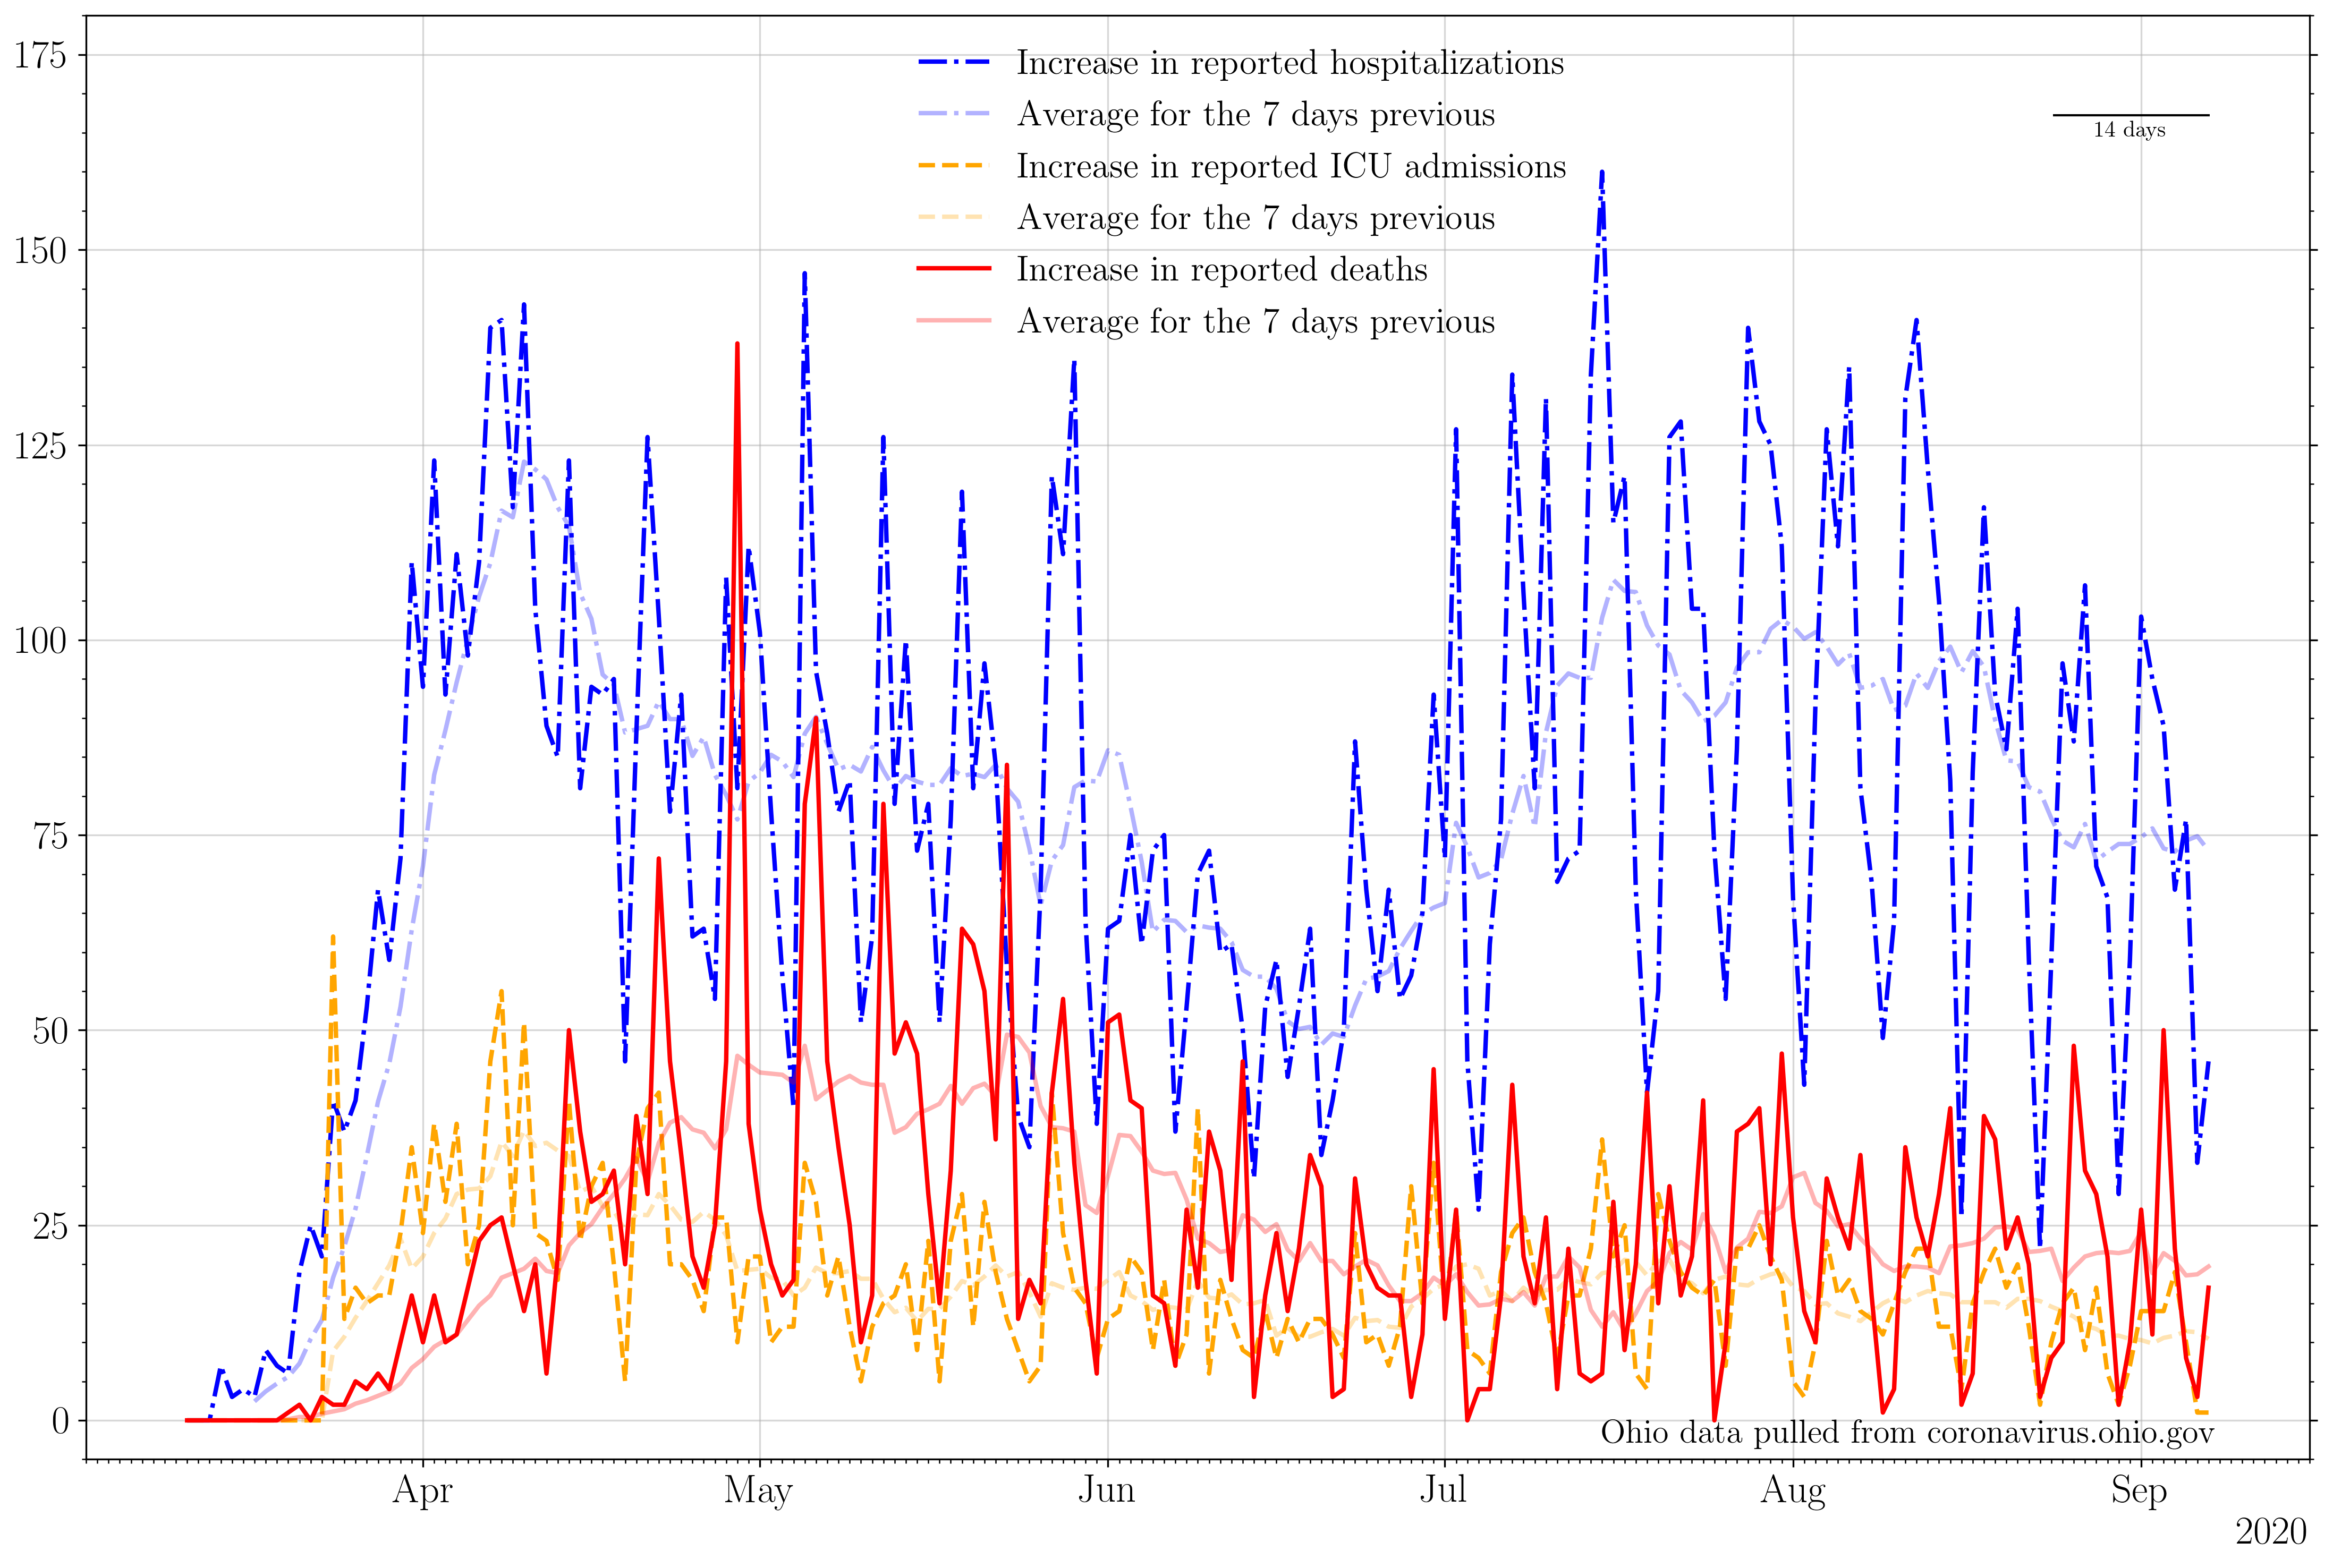 175
150
125
100
75
50
25
0
Increase in reported hospitalizations
Average for the 7 days previous
Increase in reported ICU admissions
Average for the 7 days previous
Increase in reported deaths
Average for the 7 days previous
14 days
Ohio data pulled from coronavirus.ohio.gov
Apr May Jun Jul Aug Sep
2020